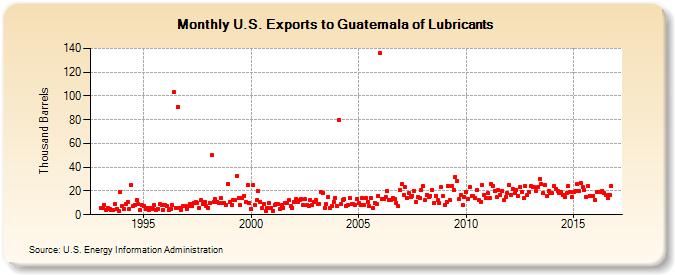 Monthly U.S. Exports to Guatemala of Lubricants
Thousand Barrels
140
120
100
80
60
40
20
0
1995 2000 2005 2010 2015
Source: U.S. Energy Information Administration